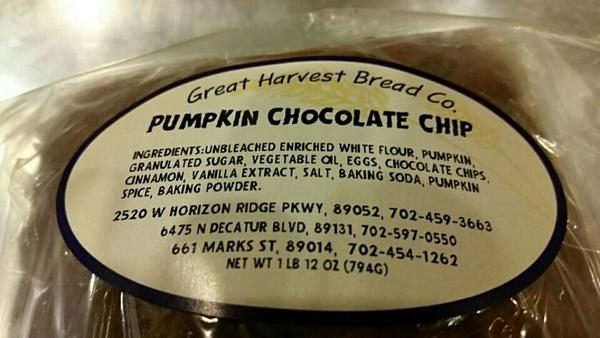 Great Harvest Bread Co.
PUMPKIN CHOCOLATE CHIP
INGREDIENTS:UNBLEACHED ENRICHED WHITE FLOUR, PUMPKIN,
GRANULATED SUGAR, VEGETABLE OIL, EGGS, CHOCOLATE CHIPS,
CINNAMON, VANILLA EXTRACT, SALT, BAKING SODA, PUMPKIN
SPICE, BAKING POWDER.
2520 W HORIZON RIDGE PKWY, 89052, 702-459-3663
6475 N DECATUR BLVD, 89131, 702-597-0550
661 MARKS ST, 89014, 702-454-1262
NET WT 1 LB 12 OZ (794G)